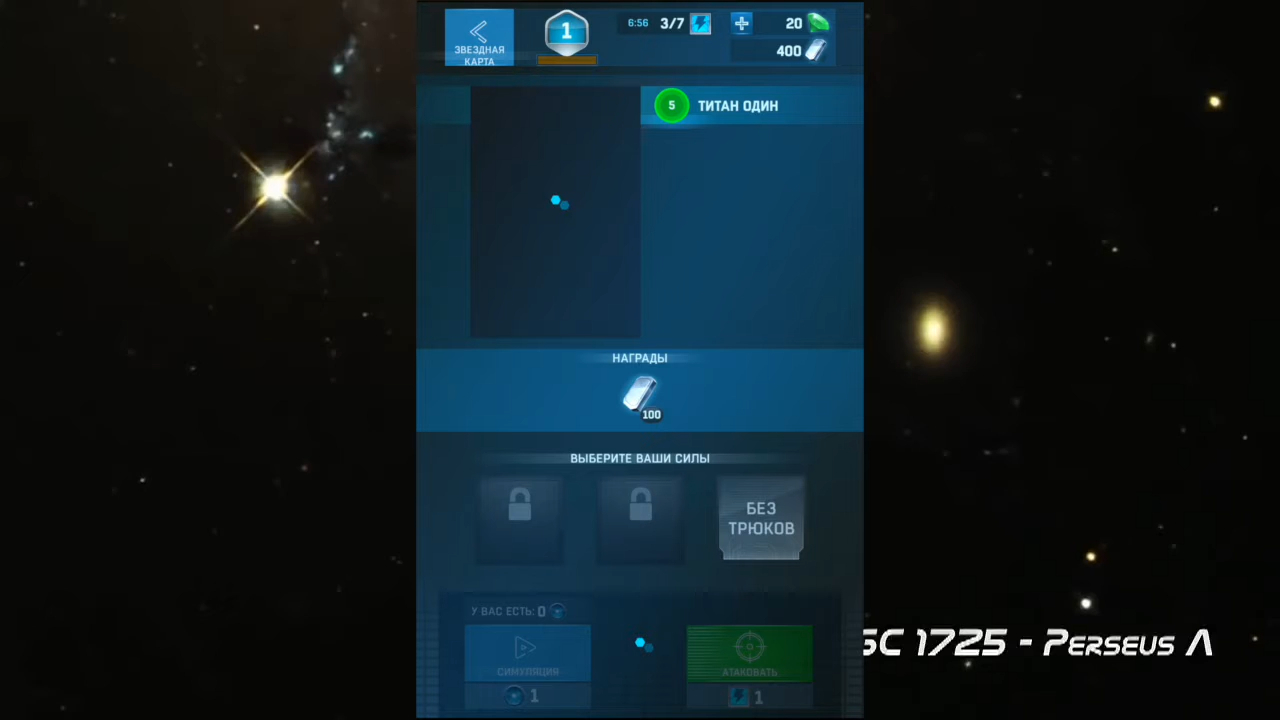 ЗВЕЗДНАЯ
КАРТА
1
6:56
3/7
20
400
5
ТИТАН ОДИН
НАГРАДЫ
100
ВЫБЕРИТЕ ВАШИ СИЛЫ
БЕЗ
ТРЮКОВ
У ВАС ЕСТЬ: 0
СИМУЛЯЦИЯ
1
АТАКОВАТЬ
1
1725 - Perseus A